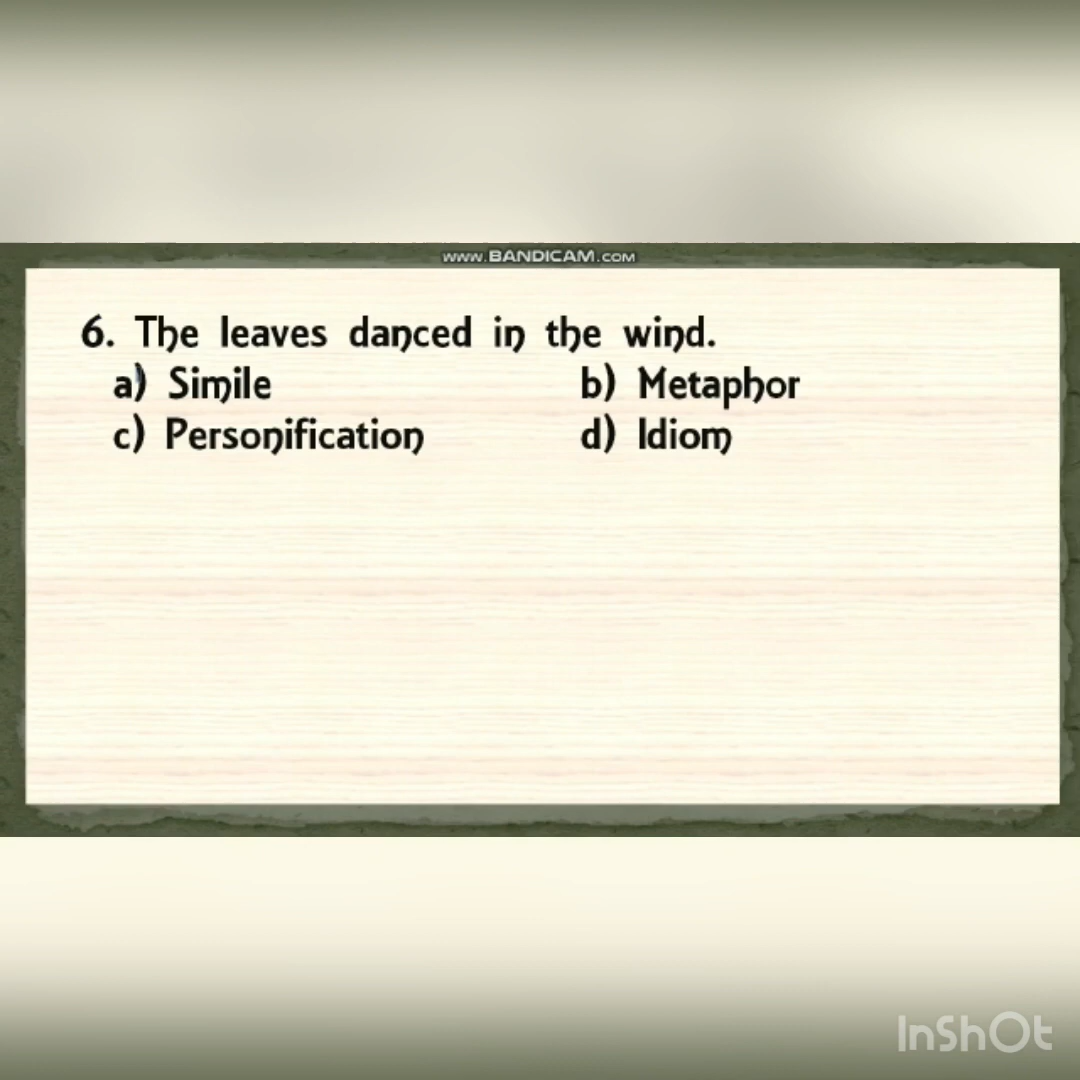 www.BANDICAM.com
6. The leaves danced in the wind.
a) Simile b) Metaphor
c) Personification d) Idiom
InShOt